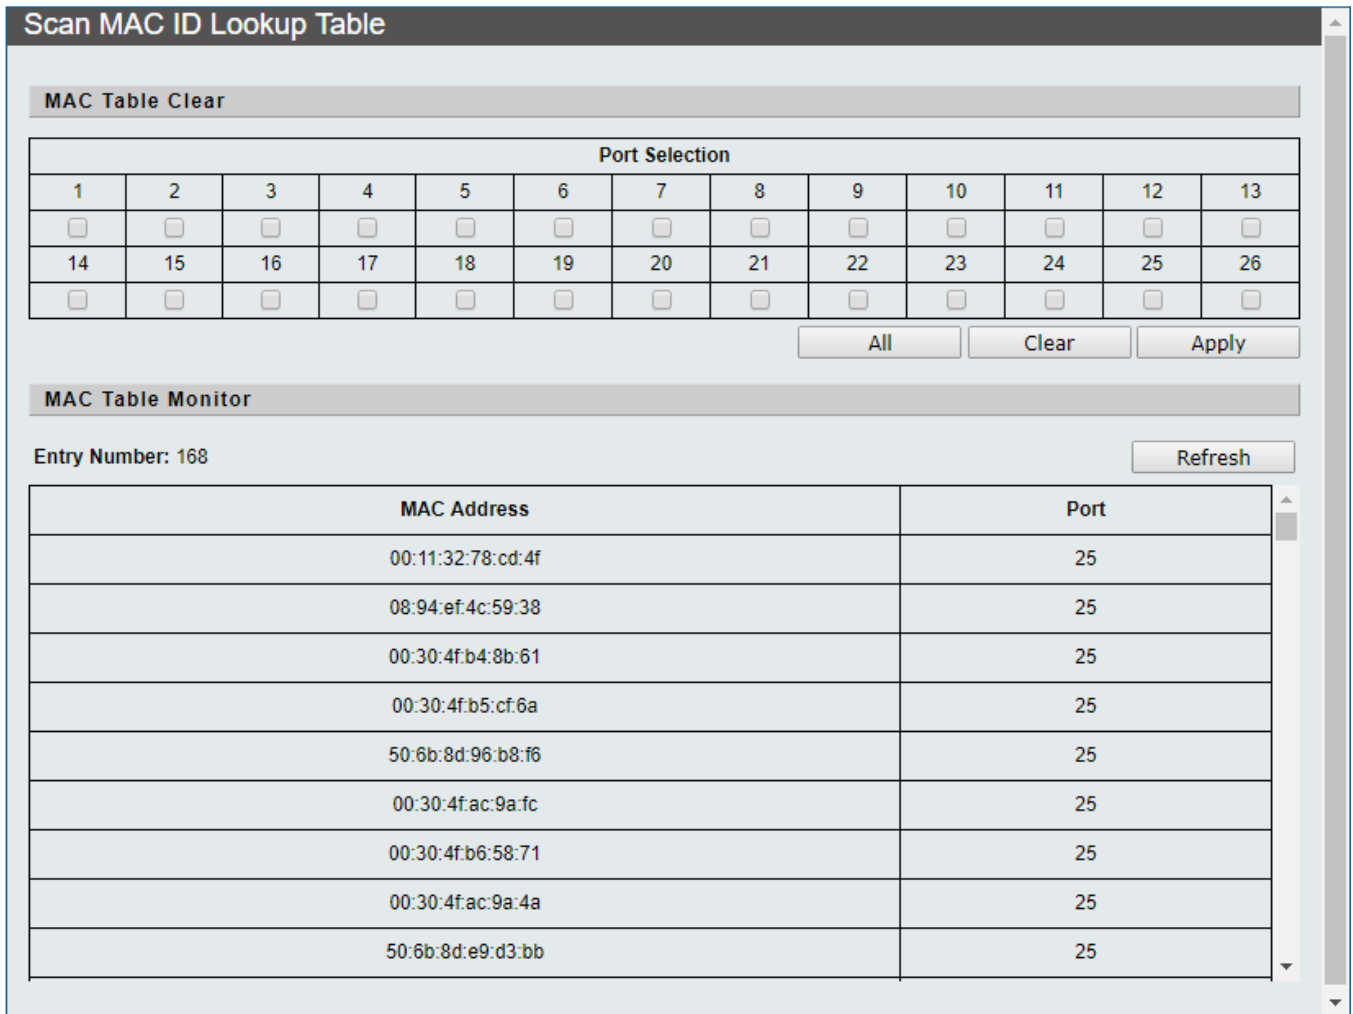 Scan MAC ID Lookup Table
MAC Table Clear
Port Selection
1 2 3 4 5 6 7 8 9 10 11 12 13
14 15 16 17 18 19 20 21 22 23 24 25 26
All Clear Apply
MAC Table Monitor
Entry Number: 168 Refresh
MAC Address Port
00:11:32:78:cd:4f 25
08:94:ef:4c:59:38 25
00:30:4f:b4:8b:61 25
00:30:4f:b5:cf:6a 25
50:6b:8d:96:b8:f6 25
00:30:4f:ac:9a:fc 25
00:30:4f:b6:58:71 25
00:30:4f:ac:9a:4a 25
50:6b:8d:e9:d3:bb 25